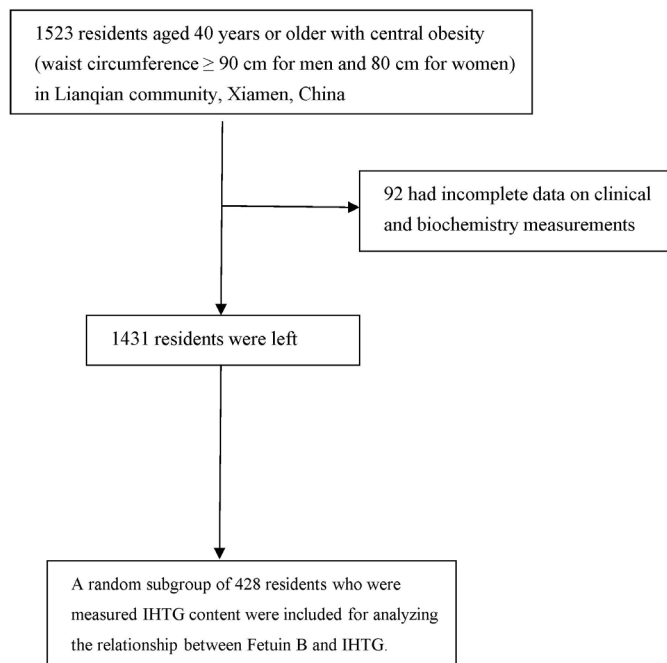 1523 residents aged 40 years or older with central obesity
(waist circumference ≥ 90 cm for men and 80 cm for women)
in Lianqian community, Xiamen, China
92 had incomplete data on clinical
and biochemistry measurements
1431 residents were left
A random subgroup of 428 residents who were
measured IHTG content were included for analyzing
the relationship between Fetuin B and IHTG.